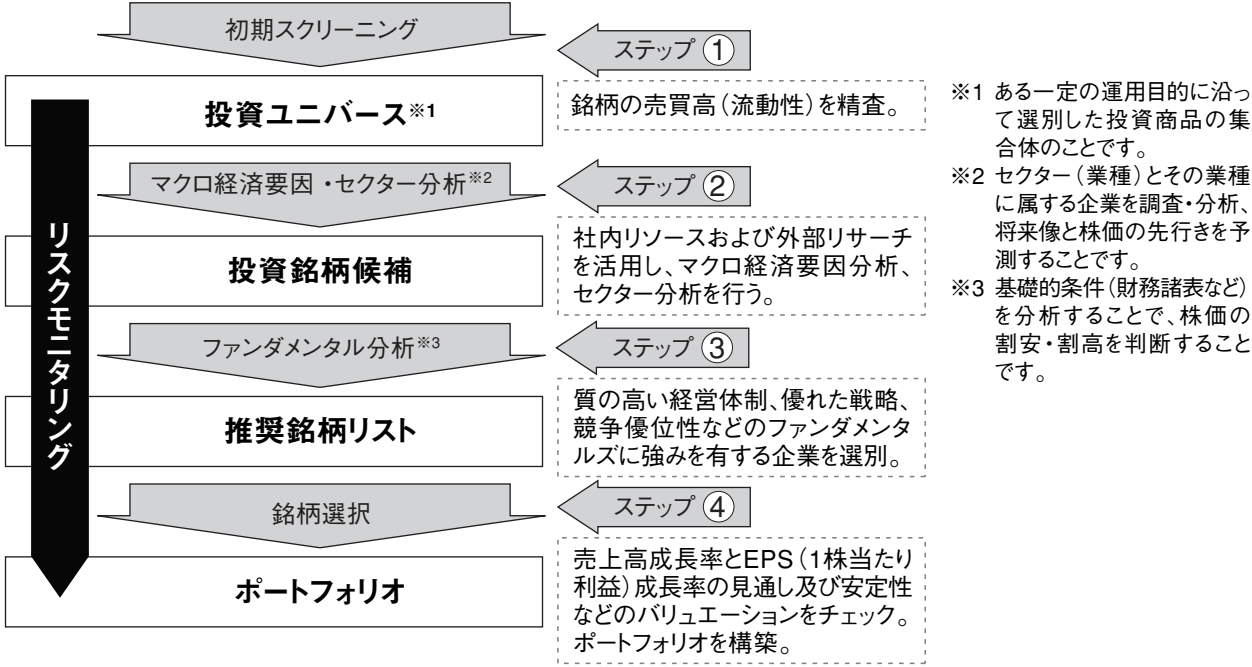 初期スクリーニング
ステップ ①
投資ユニバース※1
銘柄の売買高（流動性）を精査。
マクロ経済要因・セクター分析※2
ステップ ②
投資銘柄候補
社内リソースおよび外部リサーチ
を活用し、マクロ経済要因分析、
セクター分析を行う。
ファンダメンタル分析※3
ステップ ③
推奨銘柄リスト
質の高い経営体制、優れた戦略、
競争優位性などのファンダメンタ
ルズに強みを有する企業を選別。
銘柄選択
ステップ ④
ポートフォリオ
売上高成長率とEPS（1株当たり
利益）成長率の見通し及び安定性
などのバリュエーションをチェック。
ポートフォリオを構築。
リスクモニタリング
※1 ある一定の運用目的に沿っ
て選別した投資商品の集
合体のことです。
※2 セクター（業種）とその業種
に属する企業を調査・分析、
将来像と株価の先行きを予
測することです。
※3 基礎的条件（財務諸表など）
を分析することで、株価の
割安・割高を判断すること
です。